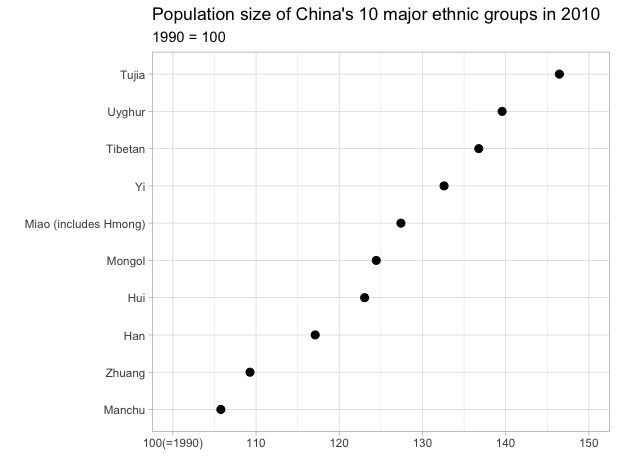 Population size of China's 10 major ethnic groups in 2010
1990 = 100
Tujia
Uyghur
Tibetan
Yi
Miao (includes Hmong)
Mongol
Hui
Han
Zhuang
Manchu
100(=1990) 110 120 130 140 150